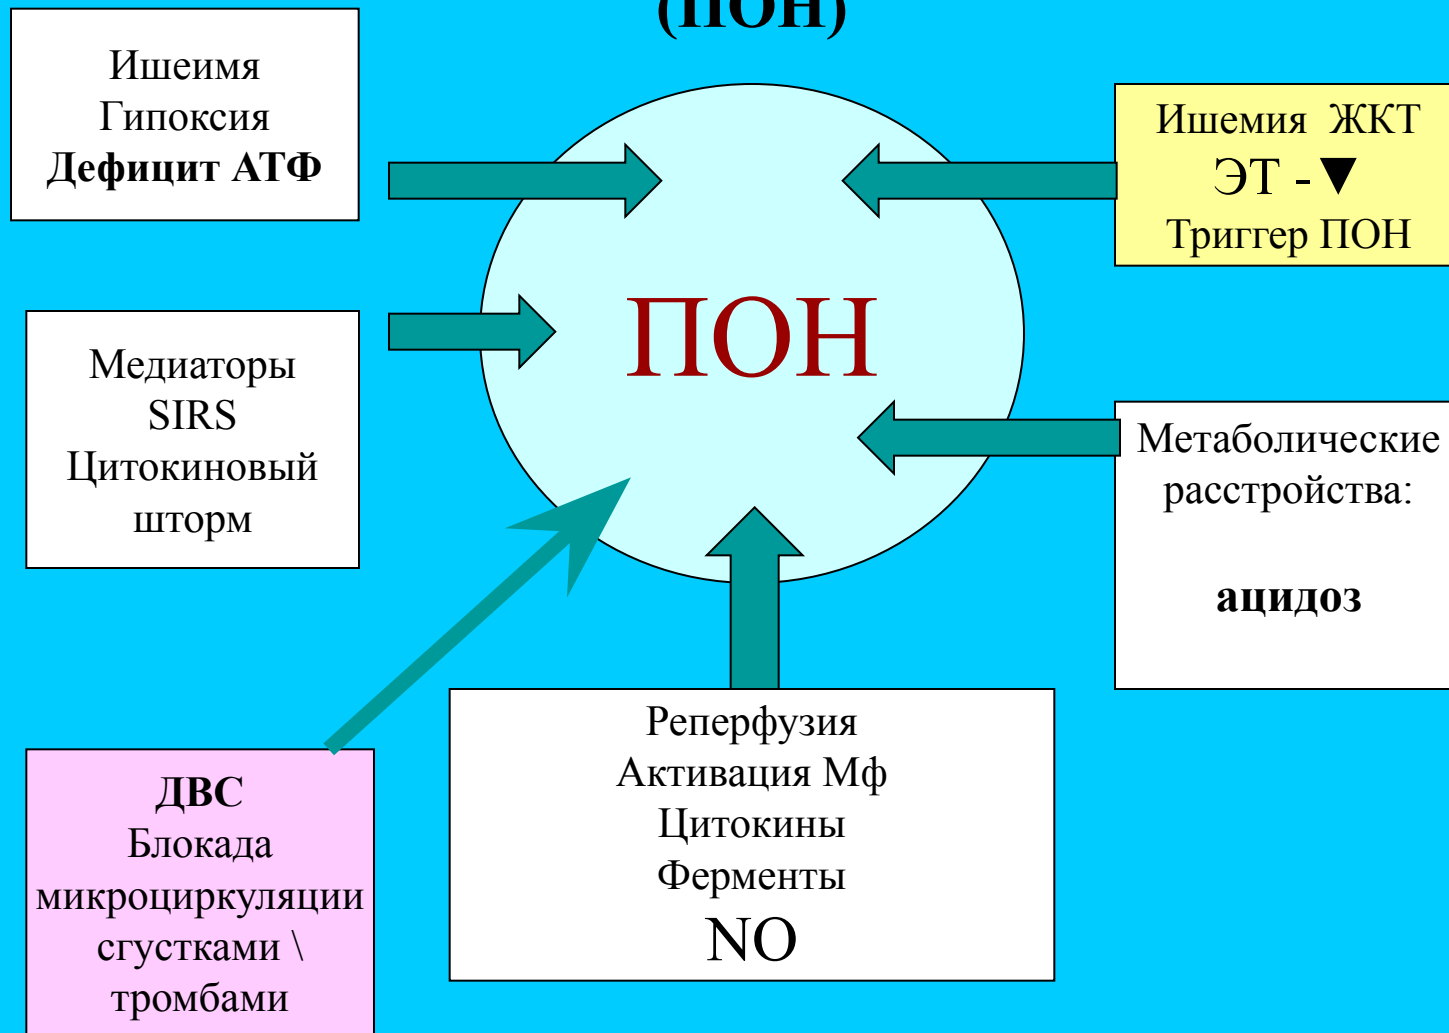 (ПОН)
Ишеимя
Гипоксия
Дефицит АТФ
Ишемия ЖКТ
ЭТ -▼
Триггер ПОН
ПОН
Медиаторы
SIRS
Цитокиновый
шторм
Метаболические
расстройства:
ацидоз
ДВС
Блокада
микроциркуляции
сгустками \
тромбами
Реперфузия
Активация Мф
Цитокины
Ферменты
NO